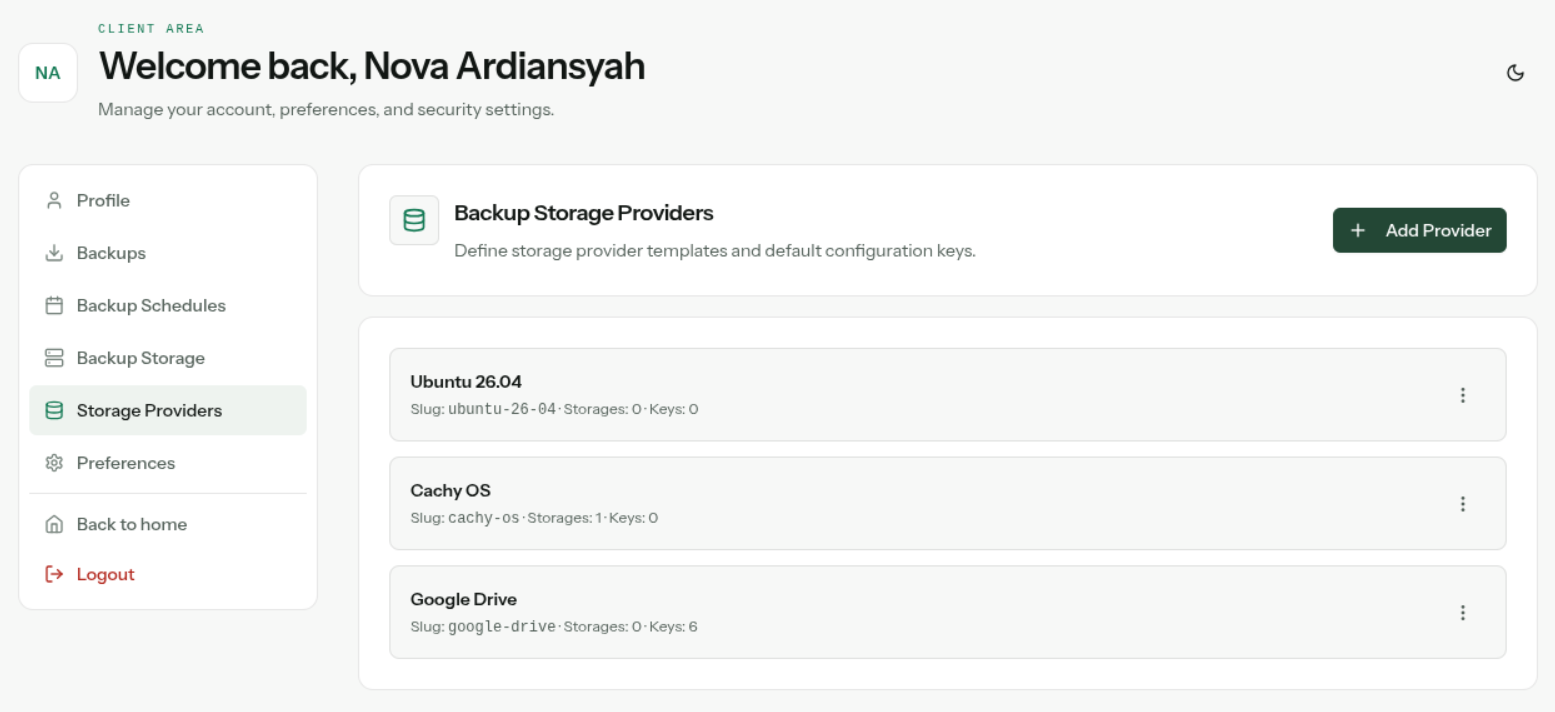 CLIENT AREA
NA
Welcome back, Nova Ardiansyah
Manage your account, preferences, and security settings.
Profile
Backups
Backup Schedules
Backup Storage
Storage Providers
Preferences
Back to home
Logout
Backup Storage Providers
Define storage provider templates and default configuration keys.
Add Provider
Ubuntu 26.04
Slug: ubuntu-26-04 · Storages: 0 · Keys: 0
Cachy OS
Slug: cachy-os · Storages: 1 · Keys: 0
Google Drive
Slug: google-drive · Storages: 0 · Keys: 6